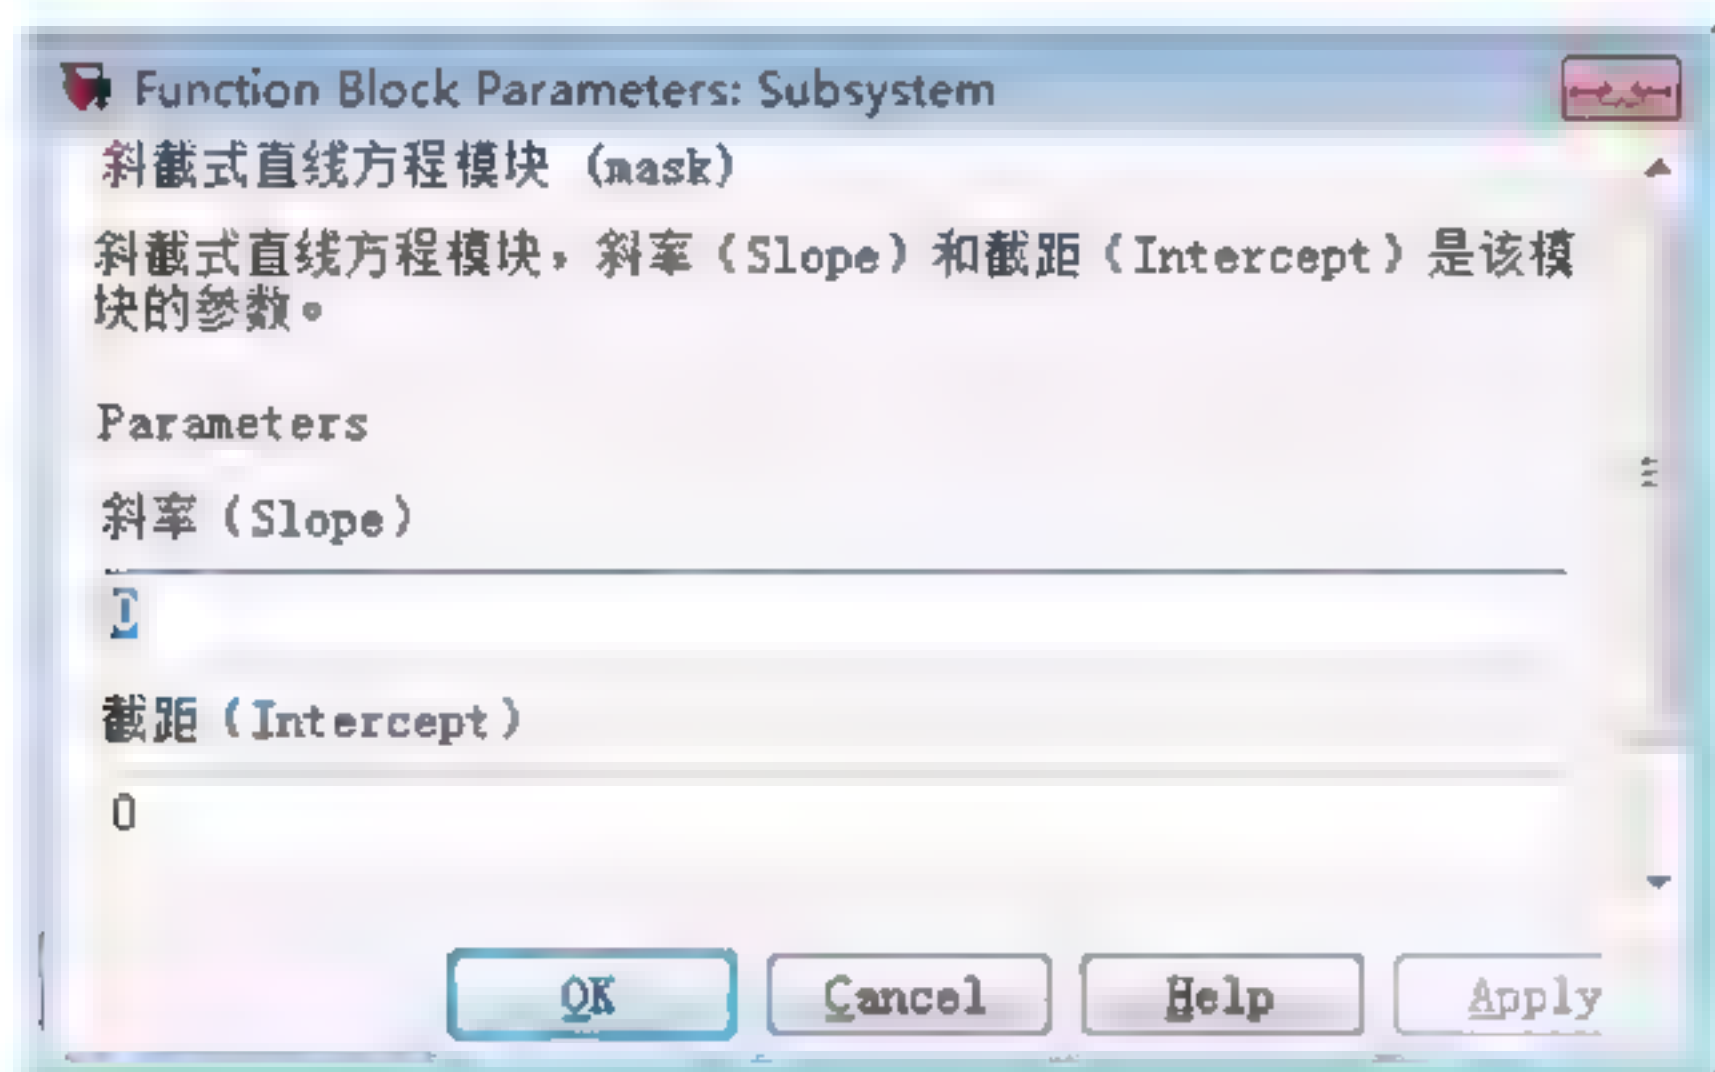 Function Block Parameters: Subsystem
斜截式直线方程模块 (mask)
斜截式直线方程模块，斜率（Slope）和截距（Intercept）是该模
块的参数。
Parameters
斜率（Slope）
截距（Intercept）
0
OK Cancel Help Apply